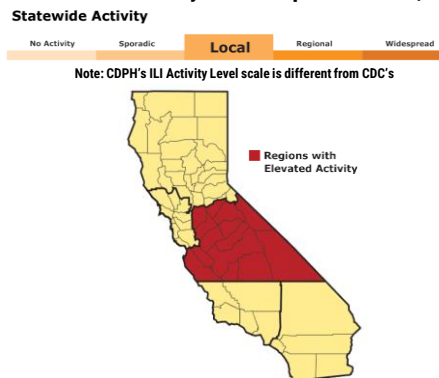 Statewide Activity
No Activity Sporadic Local Regional Widespread
Note: CDPH's ILI Activity Level scale is different from CDC's
Regions with
Elevated Activity